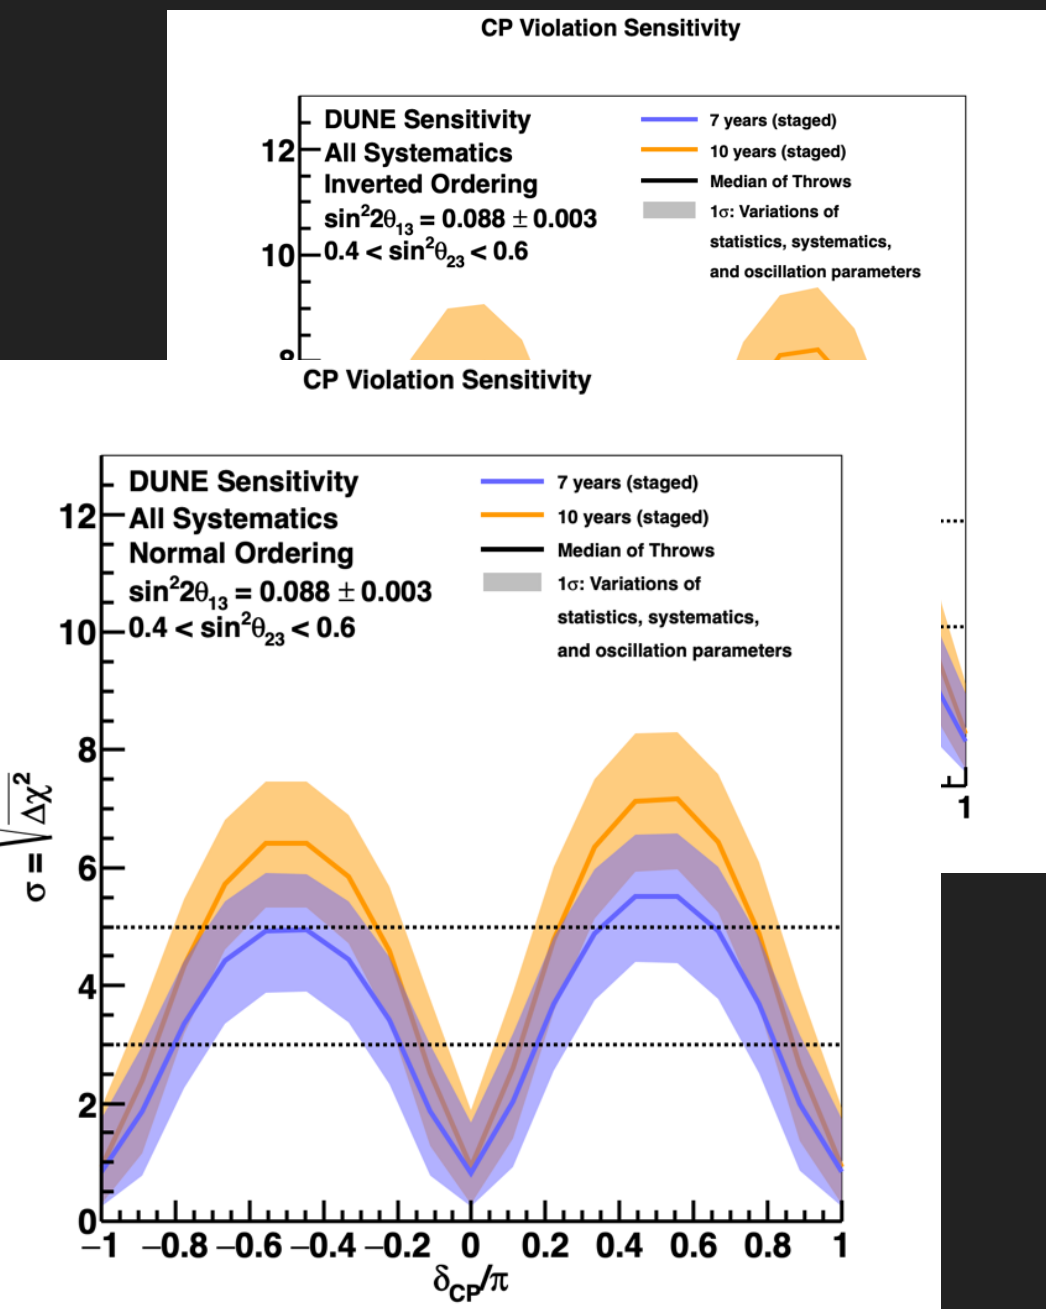 CP Violation Sensitivity
DUNE Sensitivity
All Systematics
Inverted Ordering
sin²2θ₁₃ = 0.088 ± 0.003
0.4 < sin²θ₂₃ < 0.6
7 years (staged)
10 years (staged)
Median of Throws
1σ: Variations of
statistics, systematics,
and oscillation parameters
12
10
8
1
CP Violation Sensitivity
DUNE Sensitivity
All Systematics
Normal Ordering
sin²2θ₁₃ = 0.088 ± 0.003
0.4 < sin²θ₂₃ < 0.6
7 years (staged)
10 years (staged)
Median of Throws
1σ: Variations of
statistics, systematics,
and oscillation parameters
12
10
8
6
4
2
0
σ = √Δχ²
−1 −0.8 −0.6 −0.4 −0.2 0 0.2 0.4 0.6 0.8 1
δCP/π